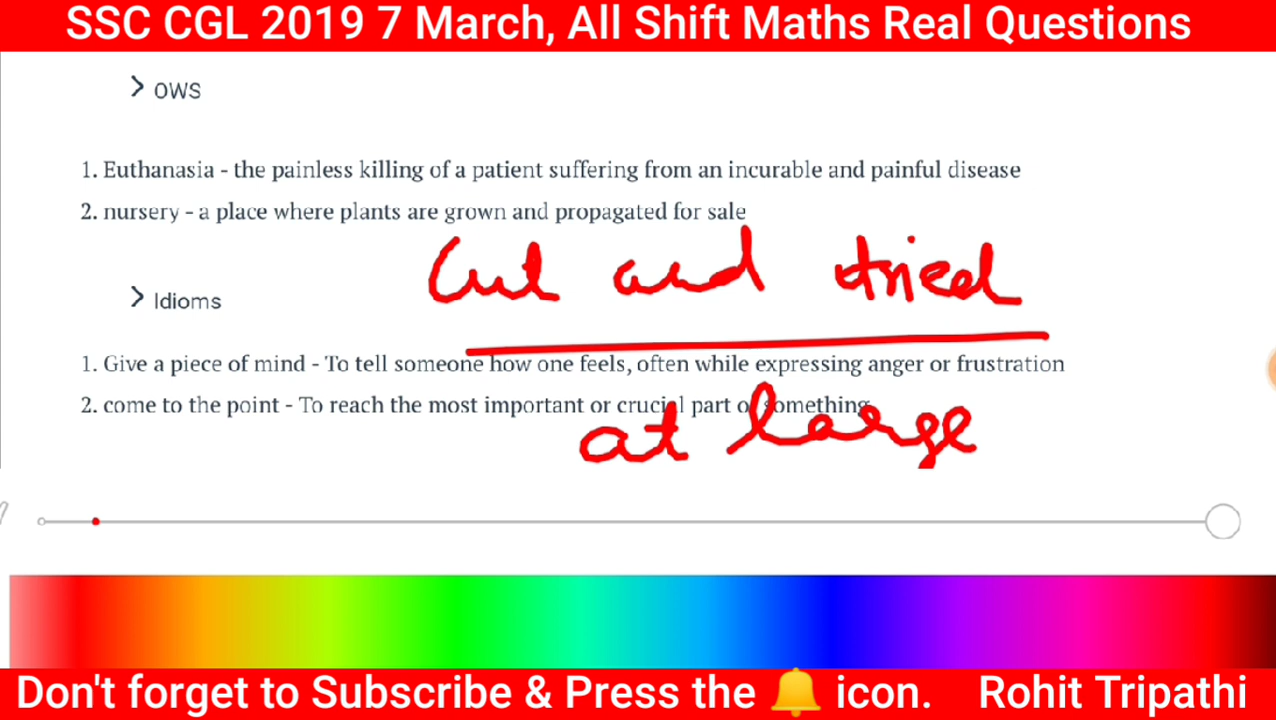 SSC CGL 2019 7 March, All Shift Maths Real Questions
> OWS
1. Euthanasia - the painless killing of a patient suffering from an incurable and painful disease
2. nursery - a place where plants are grown and propagated for sale
Cut and dried
> Idioms
1. Give a piece of mind - To tell someone how one feels, often while expressing anger or frustration
2. come to the point - To reach the most important or crucial part of something
at large
Don't forget to Subscribe & Press the 🔔 icon. Rohit Tripathi